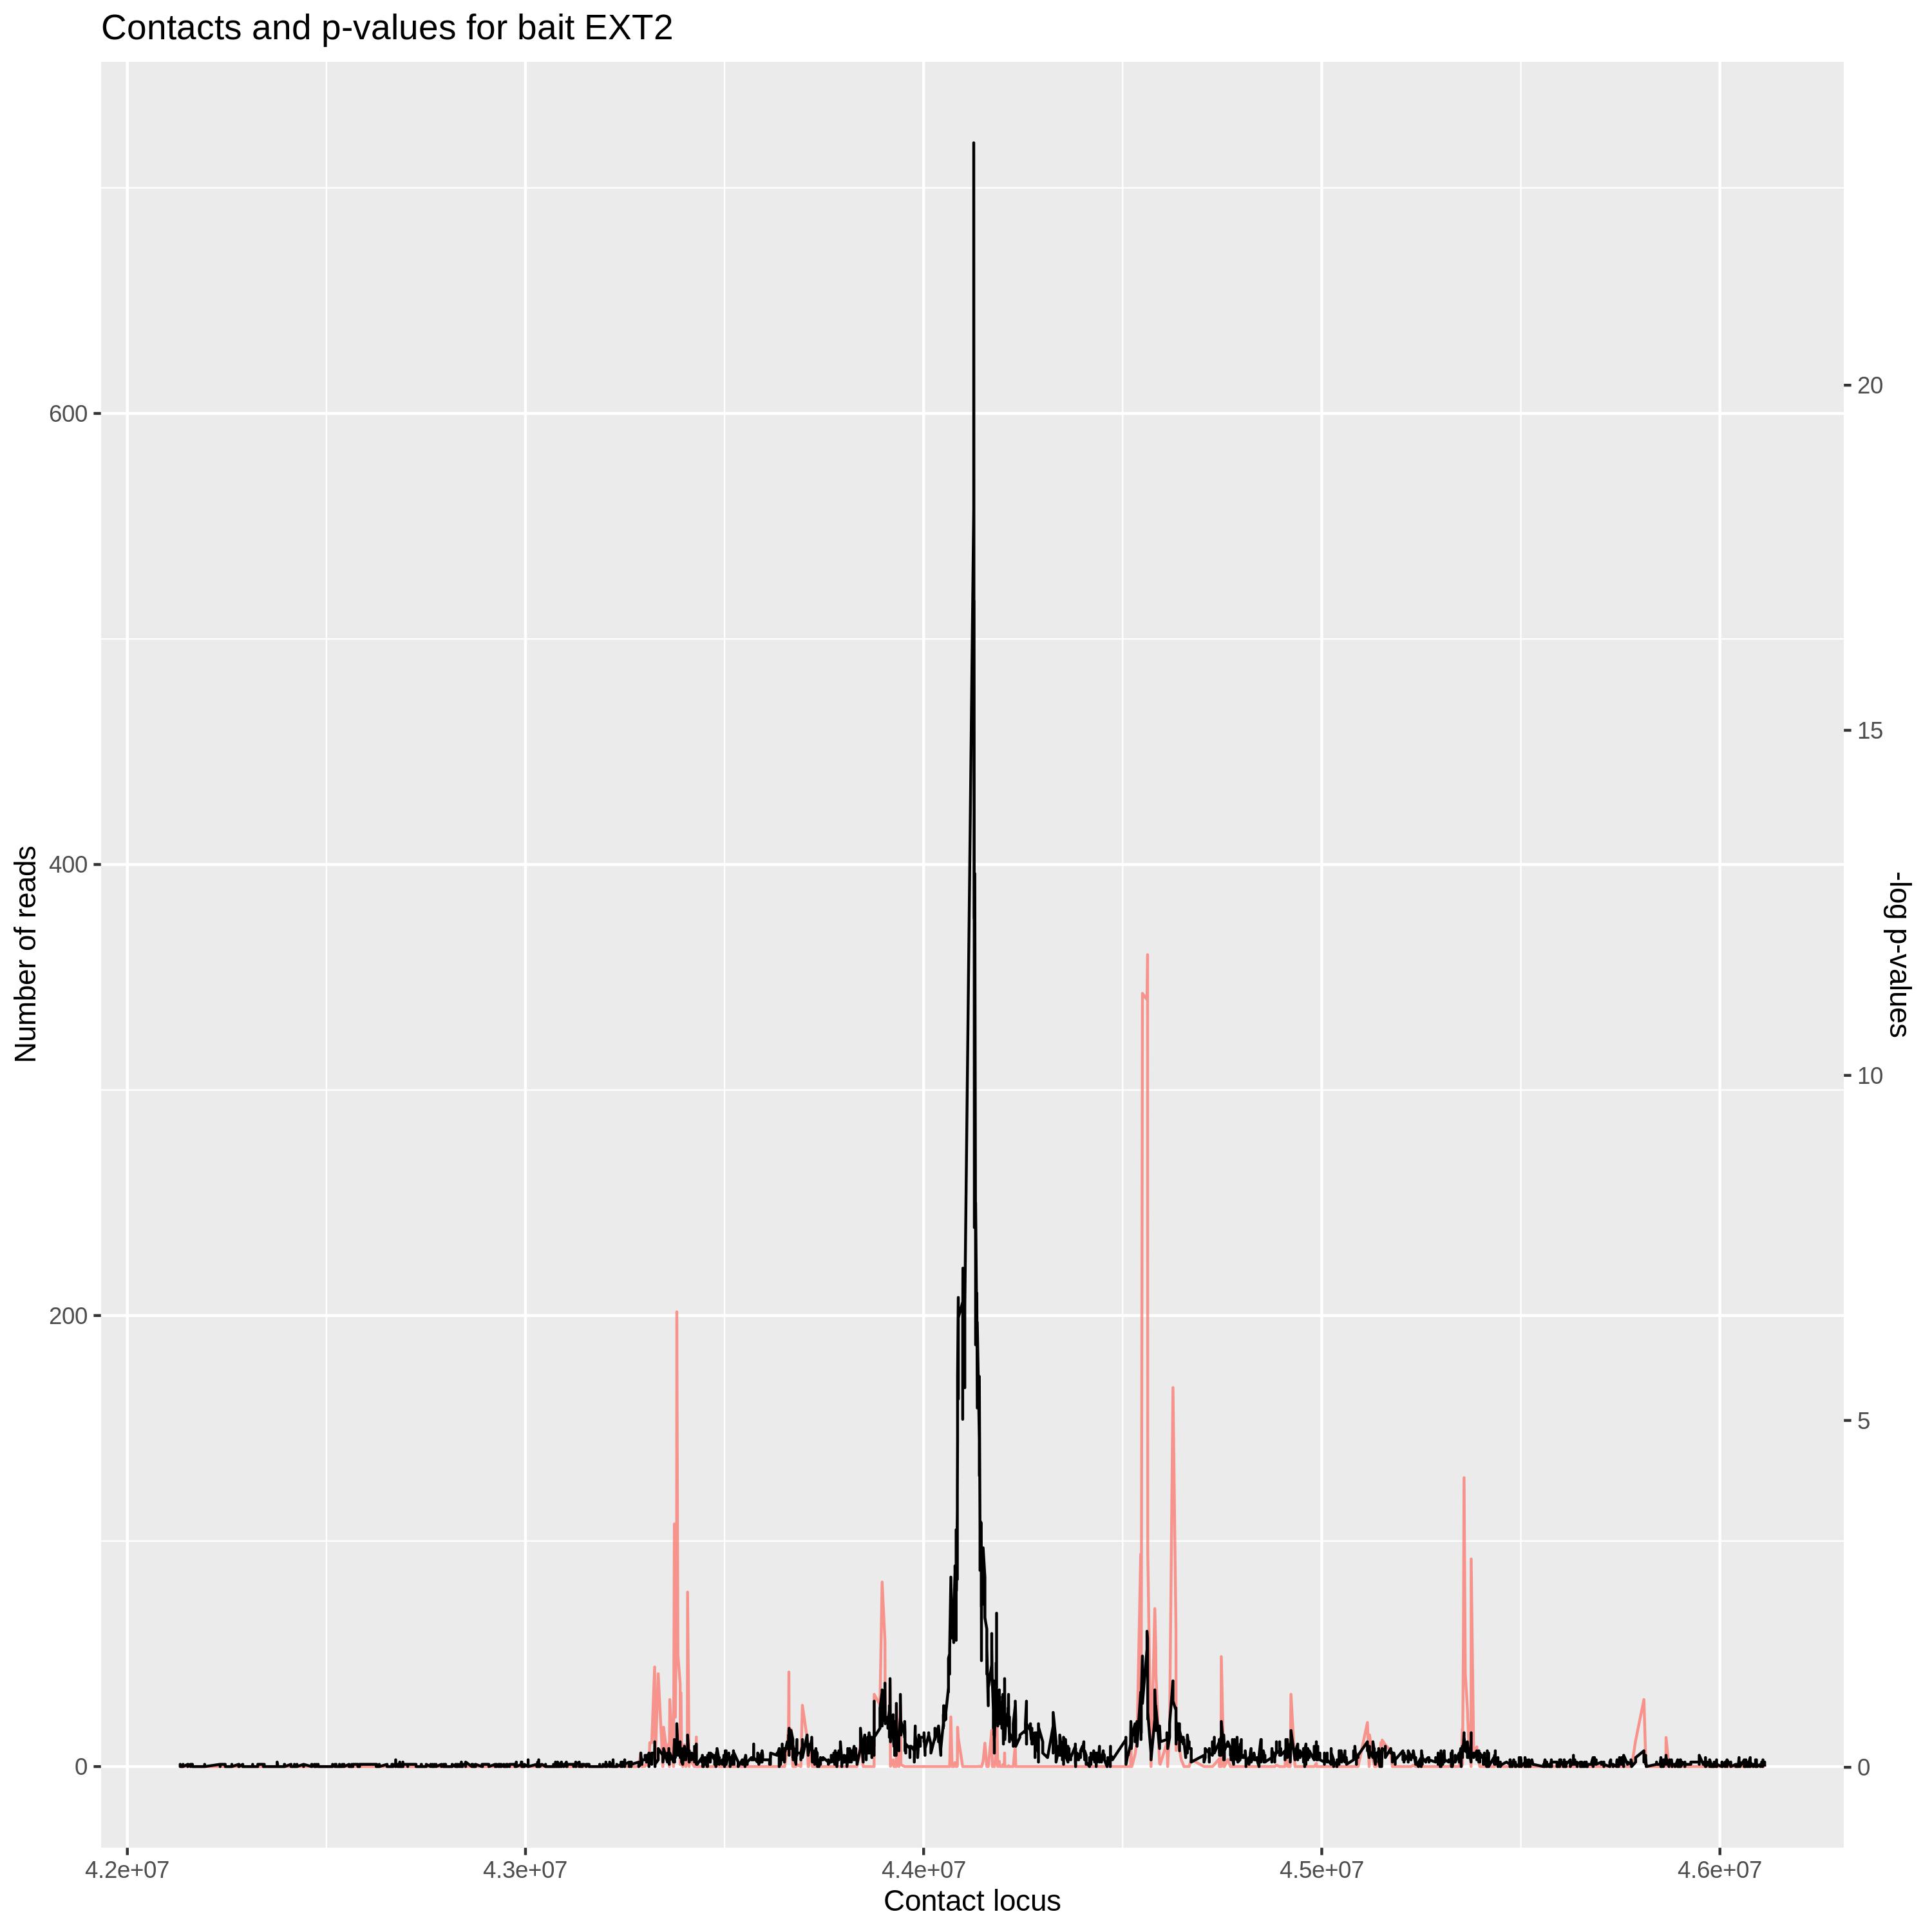 Contacts and p-values for bait EXT2
600
400
200
0
Number of reads
20
15
10
5
0
-log p-values
4.2e+07
4.3e+07
4.4e+07
4.5e+07
4.6e+07
Contact locus